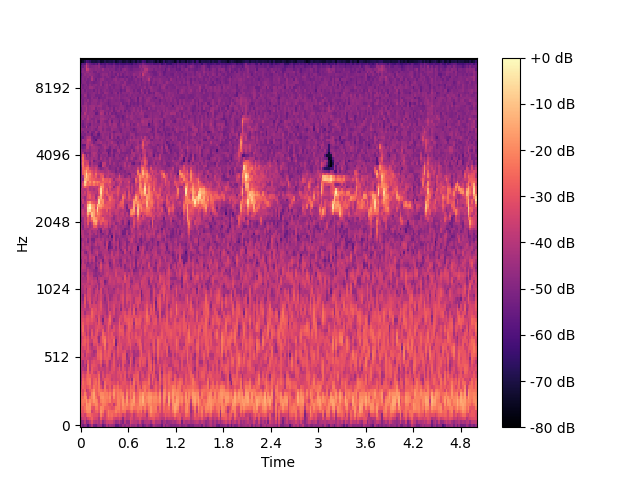 8192
4096
2048
1024
512
0
Hz
0 0.6 1.2 1.8 2.4 3 3.6 4.2 4.8
Time
+0 dB
-10 dB
-20 dB
-30 dB
-40 dB
-50 dB
-60 dB
-70 dB
-80 dB